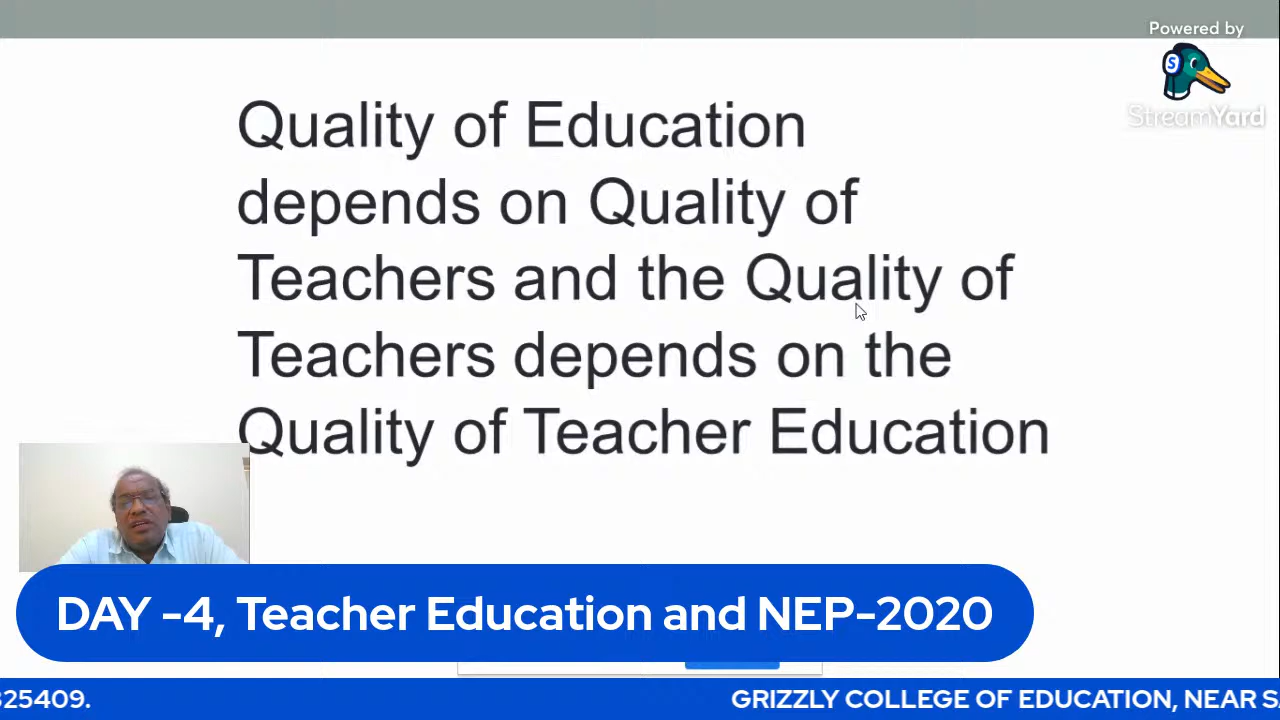 Powered by
StreamYard
Quality of Education
depends on Quality of
Teachers and the Quality of
Teachers depends on the
Quality of Teacher Education
DAY -4, Teacher Education and NEP-2020
325409. GRIZZLY COLLEGE OF EDUCATION, NEAR